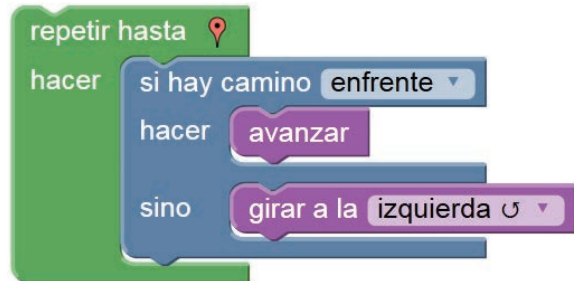 repetir hasta
hacer si hay camino enfrente
hacer avanzar
sino girar a la izquierda ↺